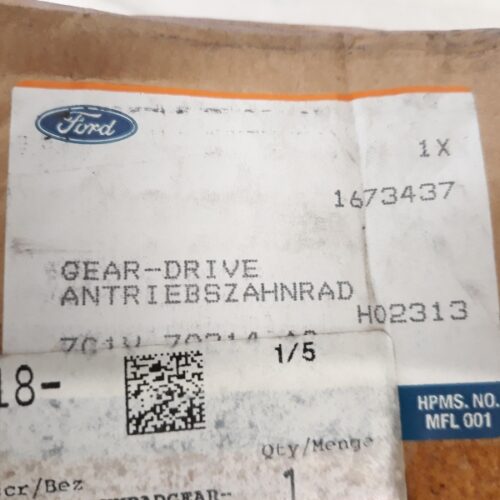 Ford
1X
1673437
GEAR-DRIVE
ANTRIEBSZAHNRAD
H02313
1/5
18-
HPMS. NO.
MFL 001
Qty/Menge
cr/Bez
1